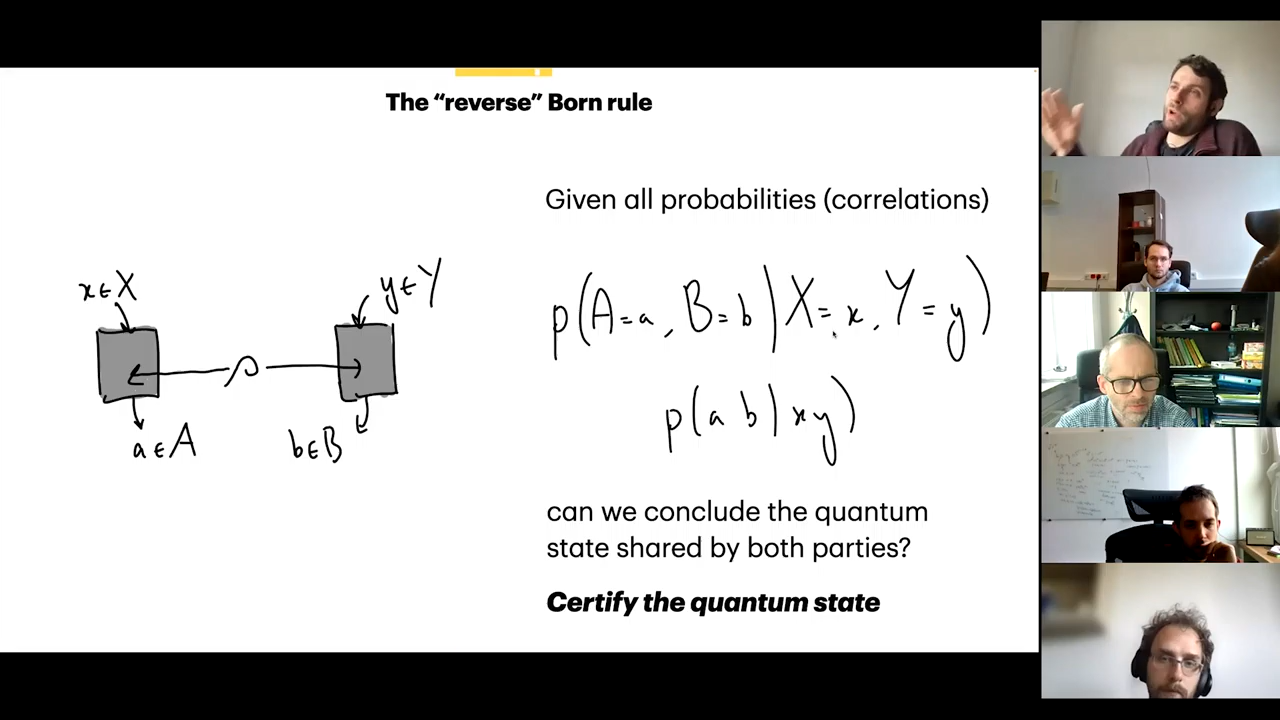 The “reverse” Born rule
Given all probabilities (correlations)
x ∈ X
y ∈ Y
p(A=a, B=b | X=x, Y=y)
ρ
p(a b | x y)
a ∈ A
b ∈ B
can we conclude the quantum
state shared by both parties?
Certify the quantum state